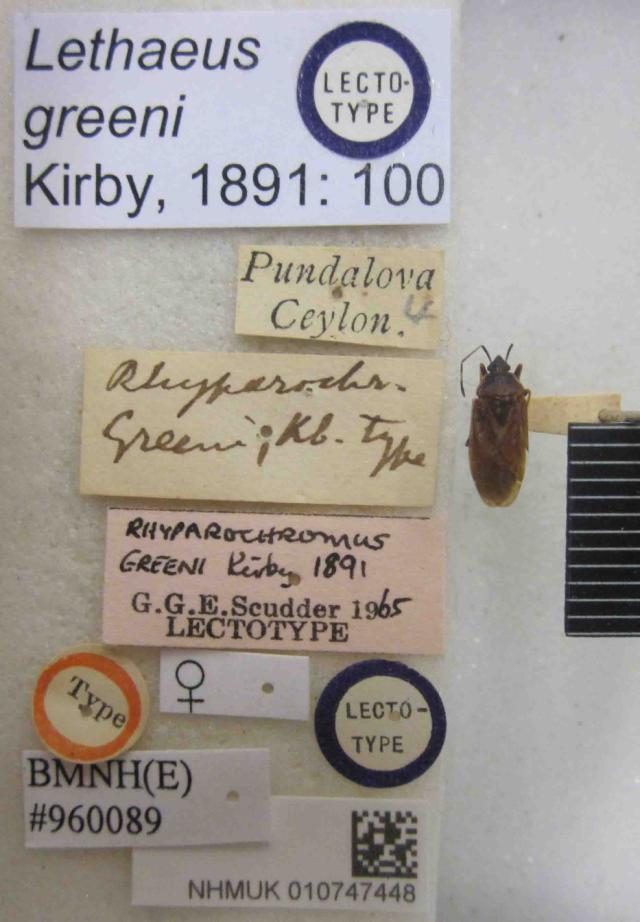 Lethaeus
greeni
Kirby, 1891: 100
LECTO-
TYPE
Pundalova
Ceylon. 4
Rhyparochr.
Greeni, Kb. type
RHYPAROCHROMUS
GREENI Kirby 1891
G.G.E.Scudder 1965
LECTOTYPE
Type
♀
LECTO-
TYPE
BMNH(E)
#960089
NHMUK 010747448